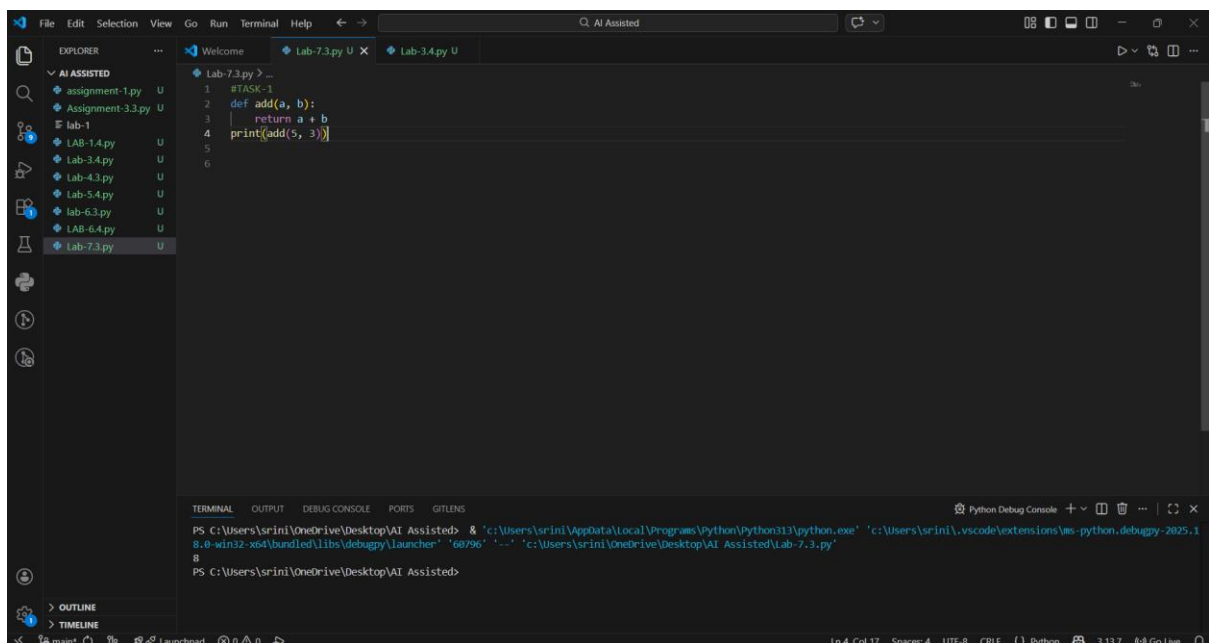 File Edit Selection View Go Run Terminal Help
AI Assisted
EXPLORER
AI ASSISTED
assignment-1.py U
Assignment-3.3.py U
lab-1
LAB-1.4.py U
Lab-3.4.py U
Lab-4.3.py U
Lab-5.4.py U
lab-6.3.py U
LAB-6.4.py U
Lab-7.3.py U
OUTLINE
TIMELINE
Welcome Lab-7.3.py U Lab-3.4.py U
Lab-7.3.py > ...
1 #TASK-1
2 def add(a, b):
3 return a + b
4 print(add(5, 3))
5
6
TERMINAL OUTPUT DEBUG CONSOLE PORTS GITLENS
Python Debug Console
PS C:\Users\srini\OneDrive\Desktop\AI Assisted> & 'c:\Users\srini\AppData\Local\Programs\Python\Python313\python.exe' 'c:\Users\srini\.vscode\extensions\ms-python.debugpy-2025.1
8.0-win32-x64\bundled\libs\debugpy\launcher' '60796' '--' 'c:\Users\srini\OneDrive\Desktop\AI Assisted\Lab-7.3.py'
8
PS C:\Users\srini\OneDrive\Desktop\AI Assisted>
main* Launchpad 0 0 Ln 4, Col 17 Spaces: 4 UTF-8 CRLF Python 3.13.7 Go Live